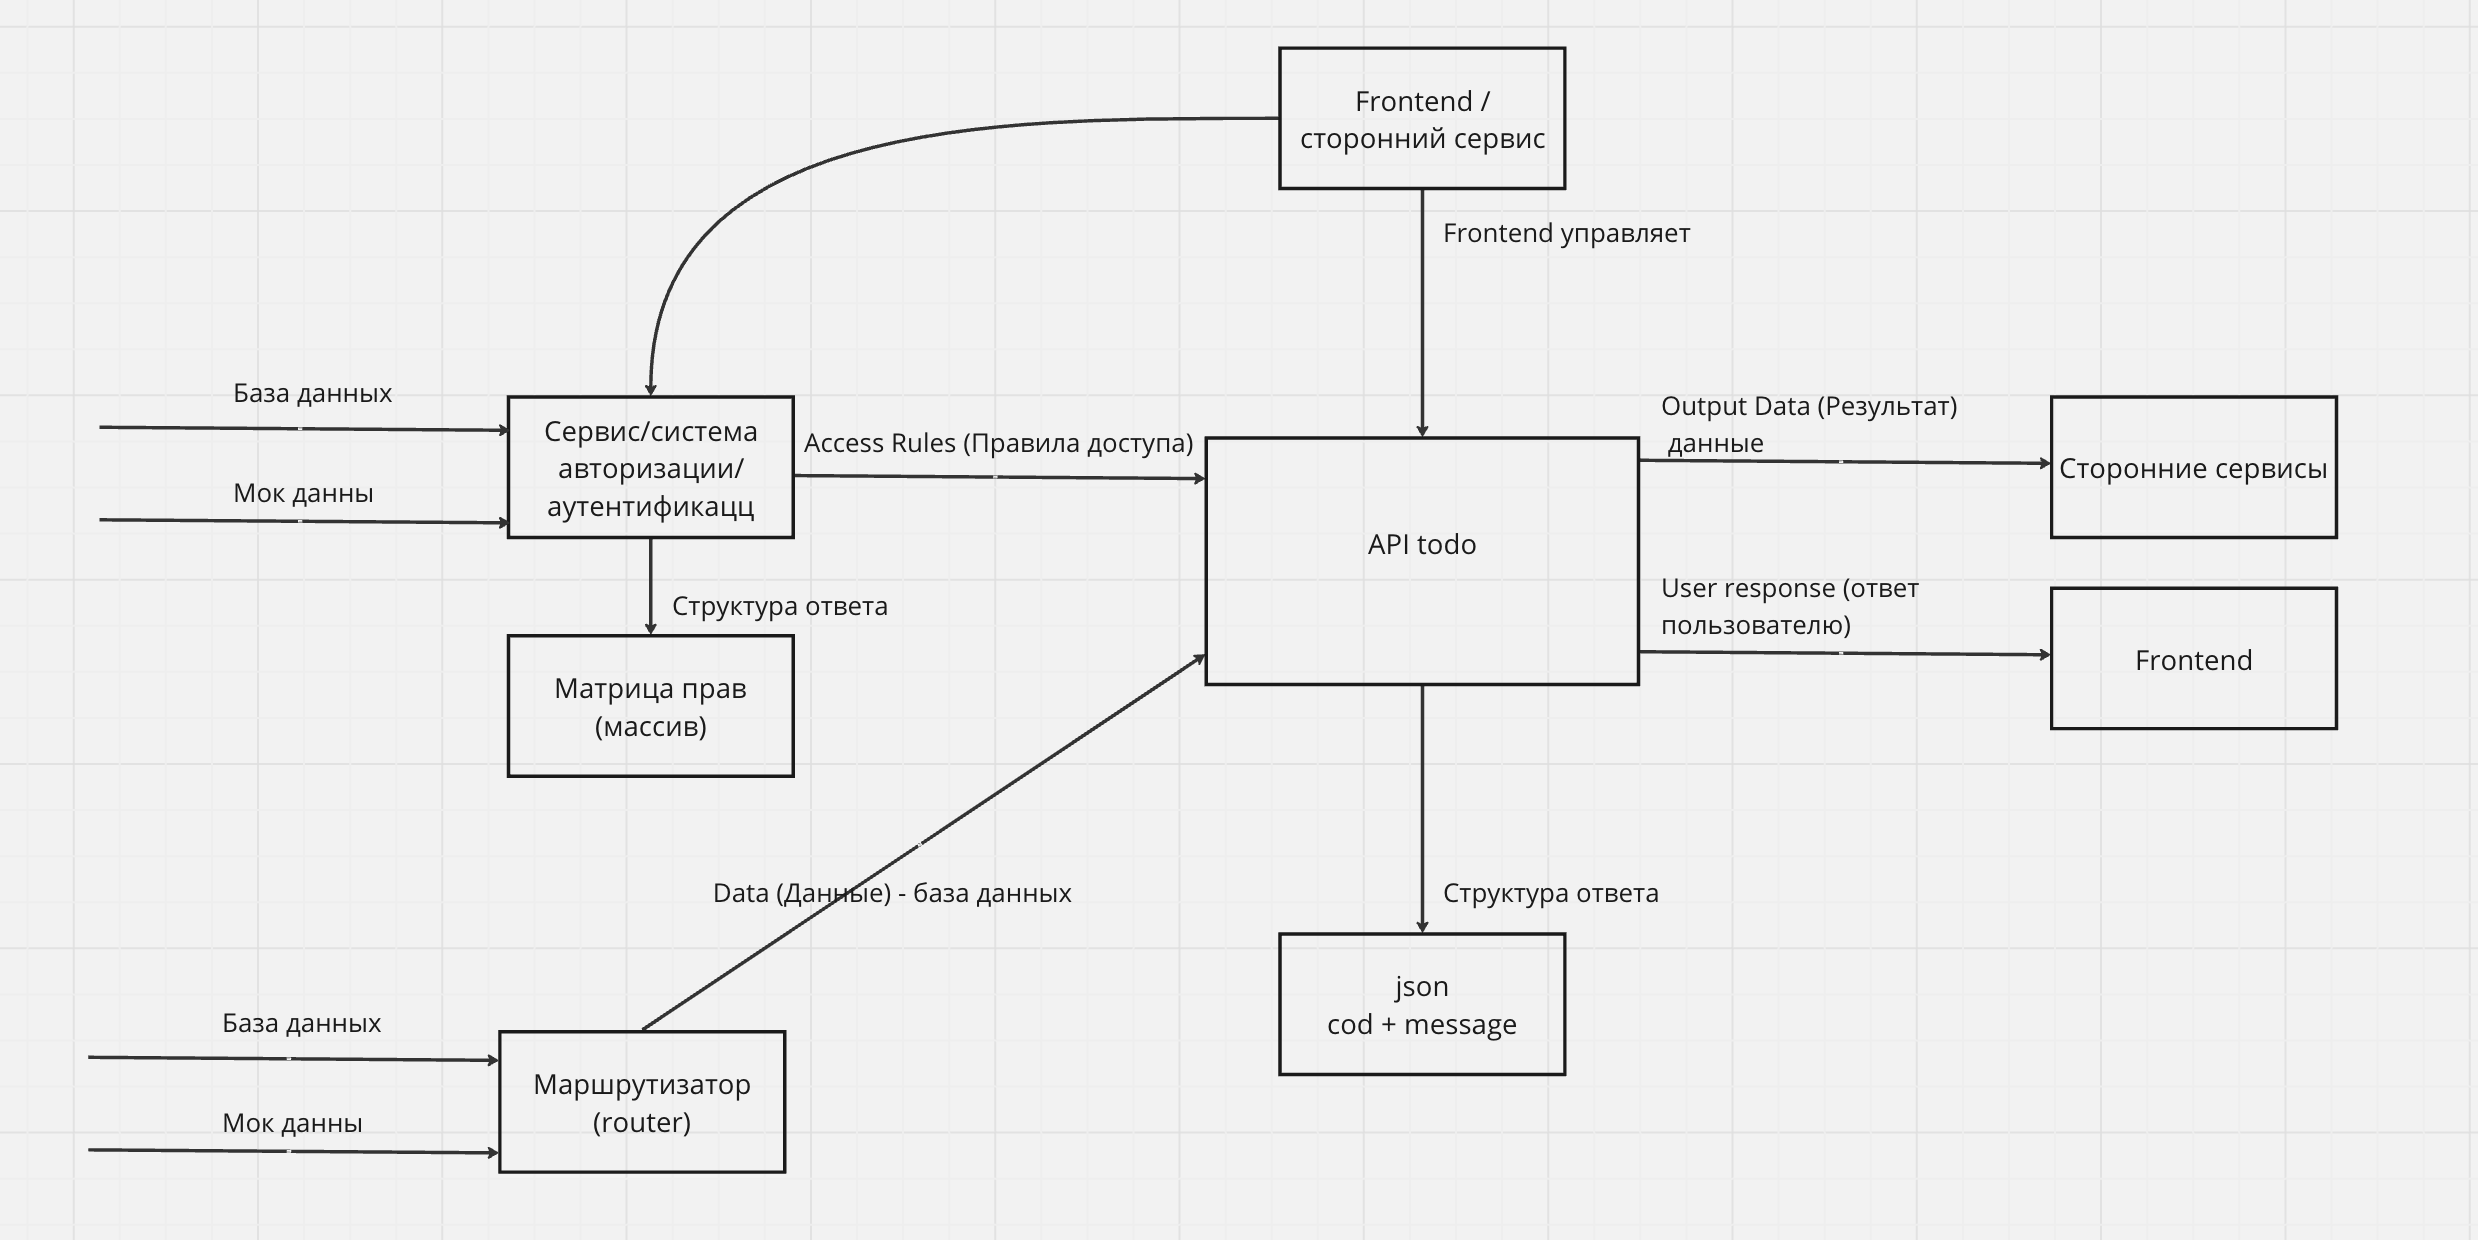 Frontend /
сторонний сервис
Frontend управляет
База данных
Мок данны
Сервис/система
авторизации/
аутентификацц
Access Rules (Правила доступа)
Output Data (Результат)
данные
Сторонние сервисы
API todo
User response (ответ
пользователю)
Frontend
Структура ответа
Матрица прав
(массив)
Data (Данные) - база данных
Структура ответа
json
cod + message
База данных
Мок данны
Маршрутизатор
(router)